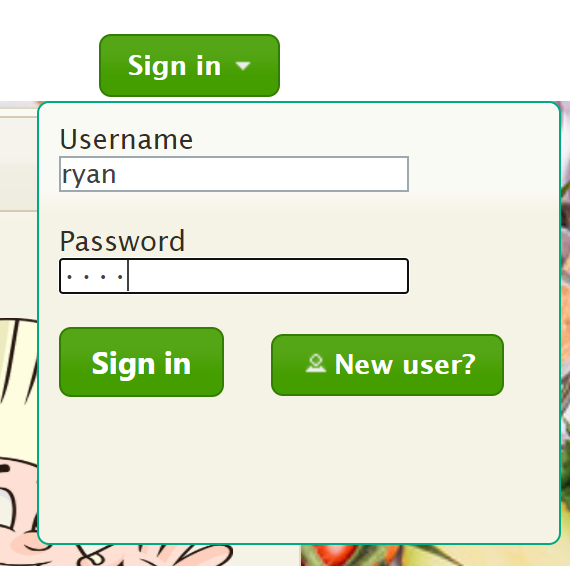 Sign in
Username
ryan
Password
····
Sign in
New user?